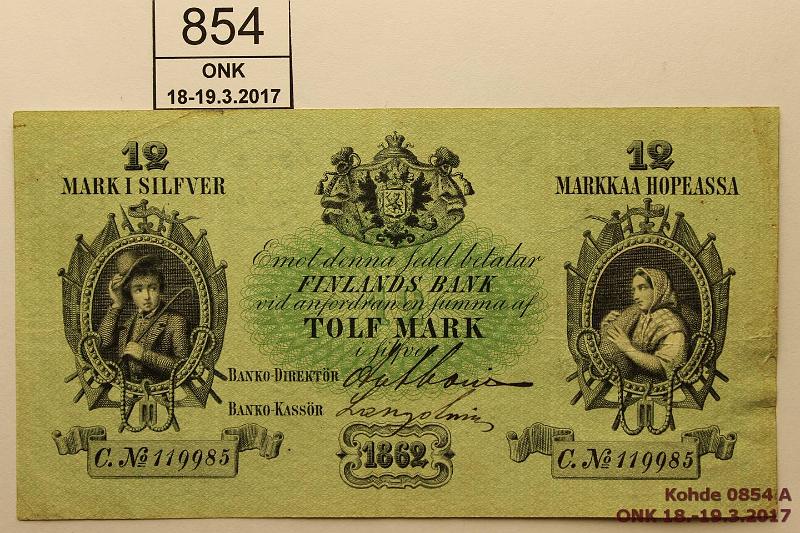 854
ONK
18-19.3.2017
12
MARK I SILFVER
12
MARKKAA HOPEASSA
Emot denna sedel betalar
FINLANDS BANK
vid anfordran en summa af
TOLF MARK
i silfver
BANKO-DIREKTÖR
BANKO-KASSÖR
C. No 119985
1862
C. No 119985
Kohde 0854 A
ONK 18.-19.3.2017